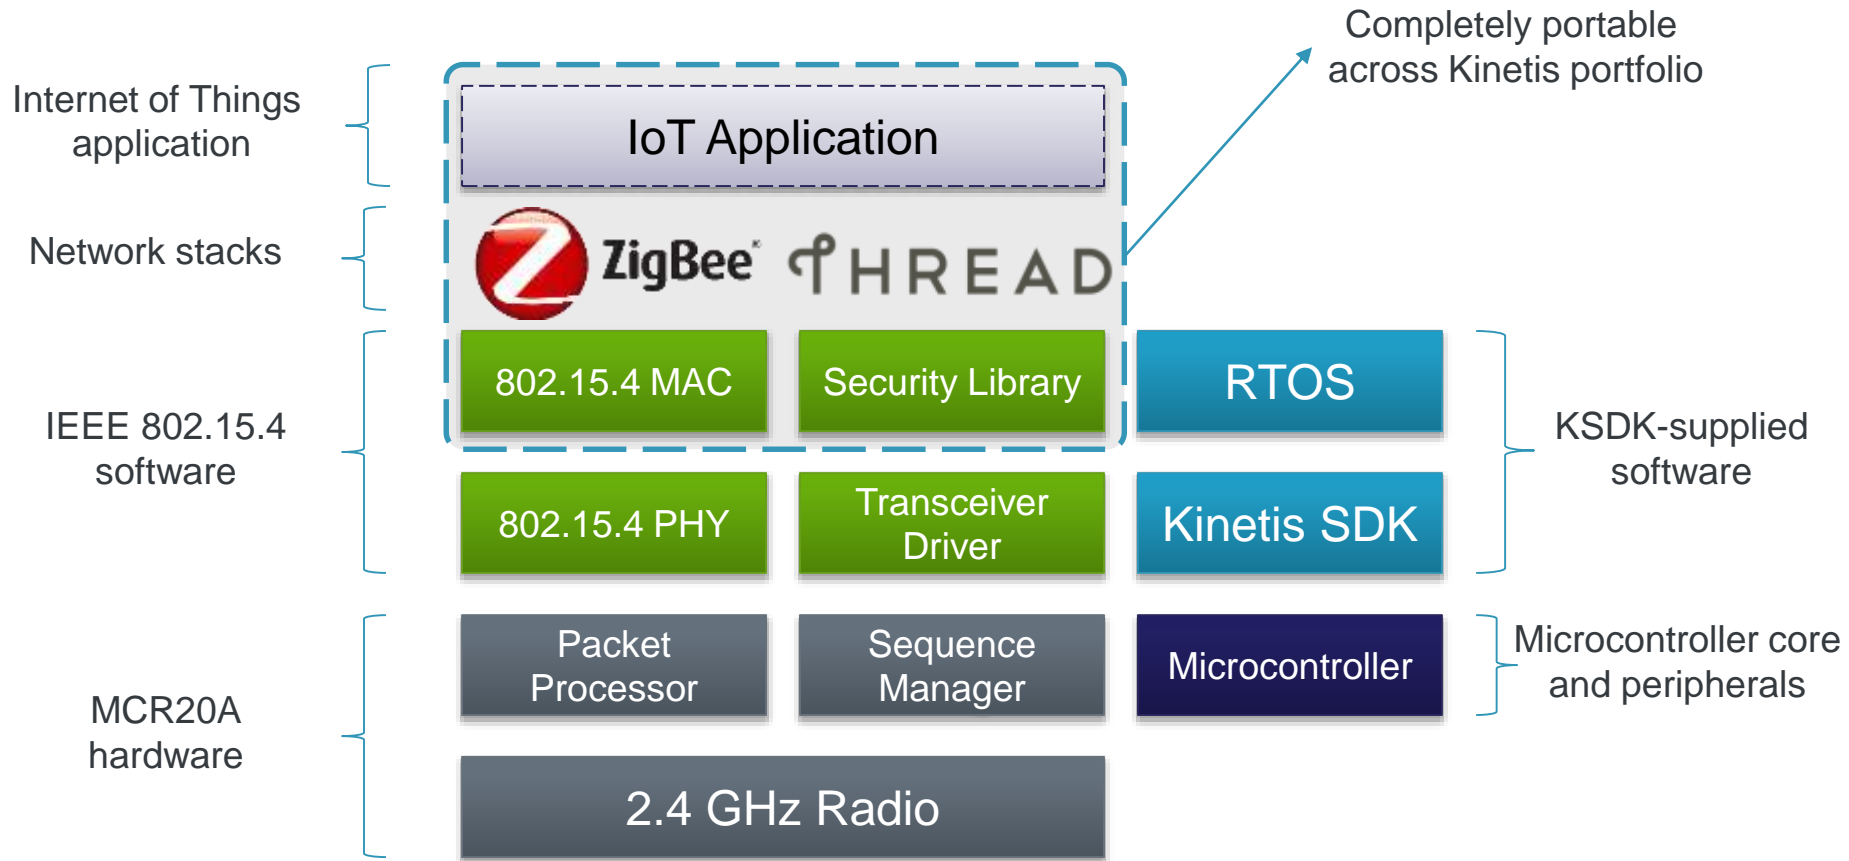 Completely portable
across Kinetis portfolio
Internet of Things
application
IoT Application
Network stacks
ZigBee
THREAD
802.15.4 MAC
Security Library
RTOS
IEEE 802.15.4
software
KSDK-supplied
software
802.15.4 PHY
Transceiver
Driver
Kinetis SDK
Packet
Processor
Sequence
Manager
Microcontroller
Microcontroller core
and peripherals
MCR20A
hardware
2.4 GHz Radio